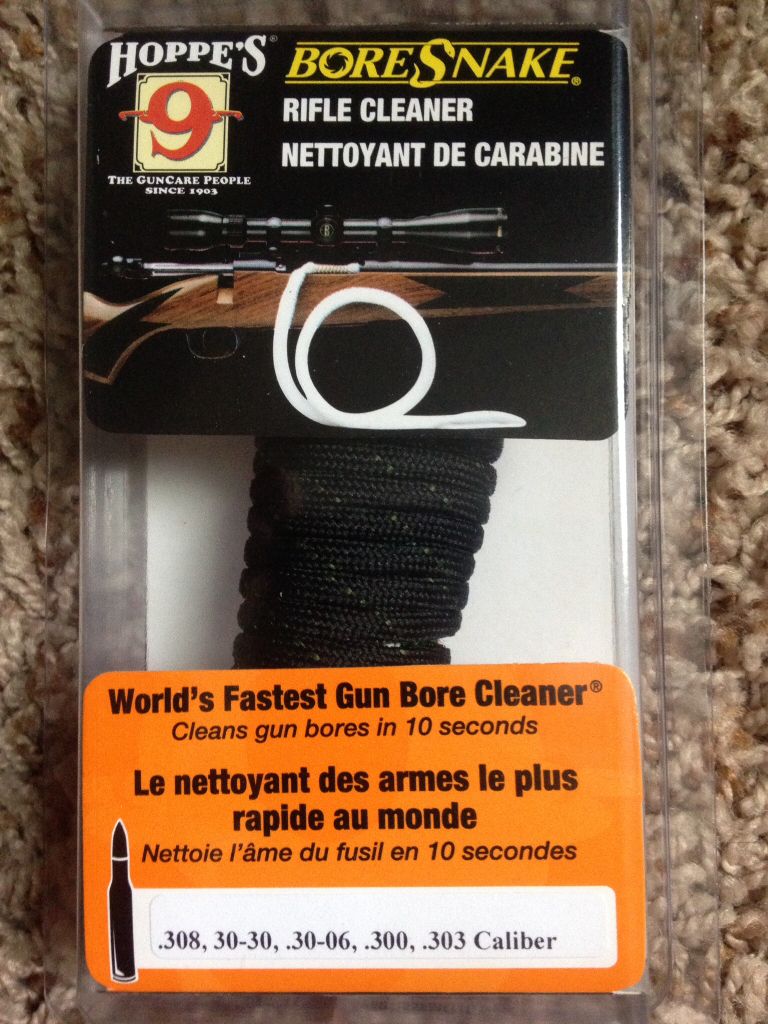 HOPPE'S®
9
THE GUNCARE PEOPLE
SINCE 1903
BORESNAKE®
RIFLE CLEANER
NETTOYANT DE CARABINE
World's Fastest Gun Bore Cleaner®
Cleans gun bores in 10 seconds
Le nettoyant des armes le plus
rapide au monde
Nettoie l'âme du fusil en 10 secondes
.308, 30-30, .30-06, .300, .303 Caliber